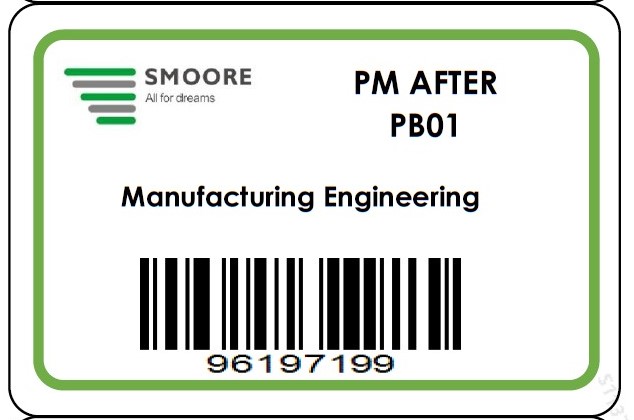 SMOORE
All for dreams
PM AFTER
PB01
Manufacturing Engineering
96197199